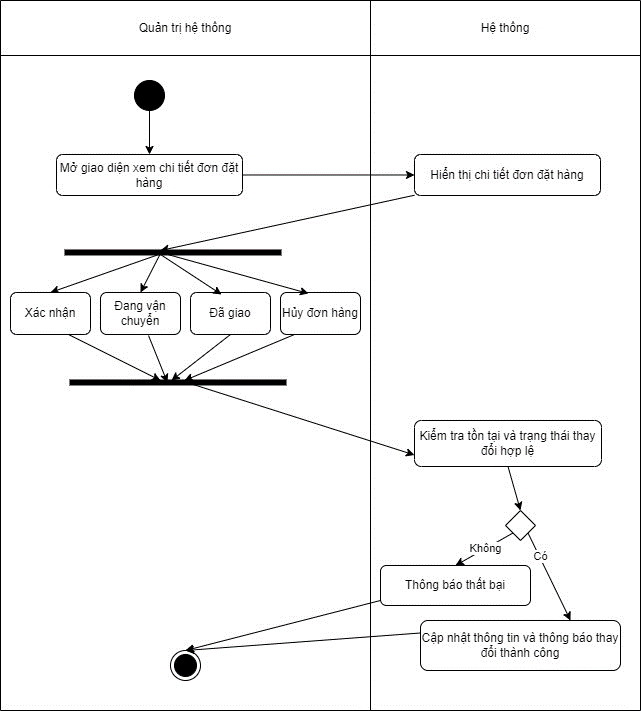 Quản trị hệ thông
Hệ thông
Mở giao diện xem chi tiết đơn đặt
hàng
Hiển thị chi tiết đơn đặt hàng
Xác nhận
Đang vận
chuyển
Đã giao
Hủy đơn hàng
Kiểm tra tồn tại và trạng thái thay
đổi hợp lệ
Không
Có
Thông báo thất bại
Cập nhật thông tin và thông báo thay
đổi thành công